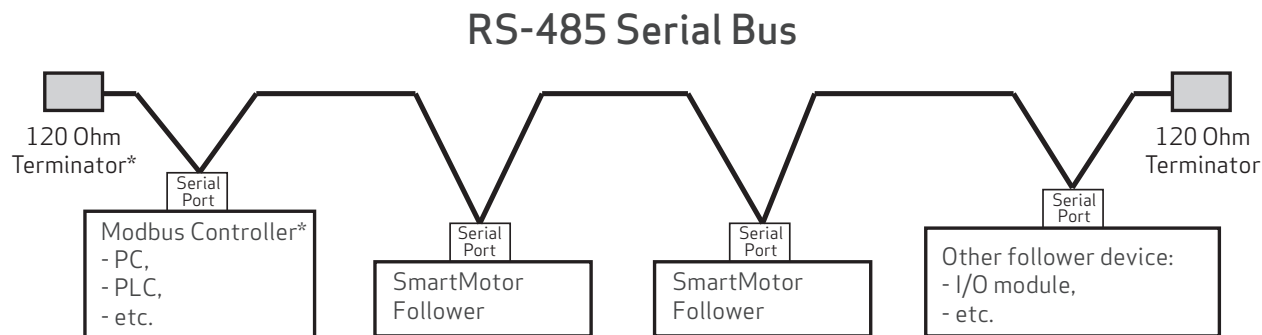 RS-485 Serial Bus
120 Ohm
Terminator*
120 Ohm
Terminator
Serial
Port
Modbus Controller*
- PC,
- PLC,
- etc.
Serial
Port
SmartMotor
Follower
Serial
Port
SmartMotor
Follower
Serial
Port
Other follower device:
- I/O module,
- etc.